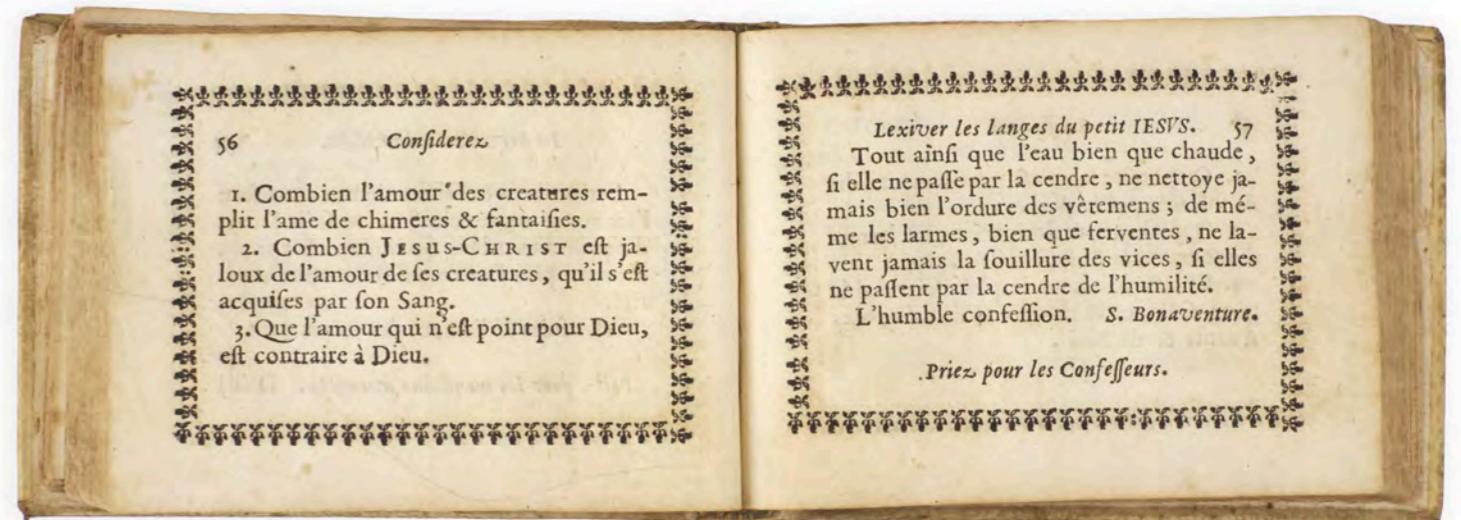 56 Conſiderez
1. Combien l'amour des creatures rem-
plit l'ame de chimeres & fantaiſies.
2. Combien JESUS-CHRIST eſt ja-
loux de l'amour de ſes creatures, qu'il s'eſt
acquiſes par ſon Sang.
3. Que l'amour qui n'eſt point pour Dieu,
eſt contraire à Dieu.
Lexiver les langes du petit IESVS. 57
Tout ainſi que l'eau bien que chaude,
ſi elle ne paſſe par la cendre, ne nettoye ja-
mais bien l'ordure des vêtemens ; de mé-
me les larmes, bien que ferventes, ne la-
vent jamais la ſouillure des vices, ſi elles
ne paſſent par la cendre de l'humilité.
L'humble confeſſion. S. Bonaventure.
Priez pour les Confeſſeurs.